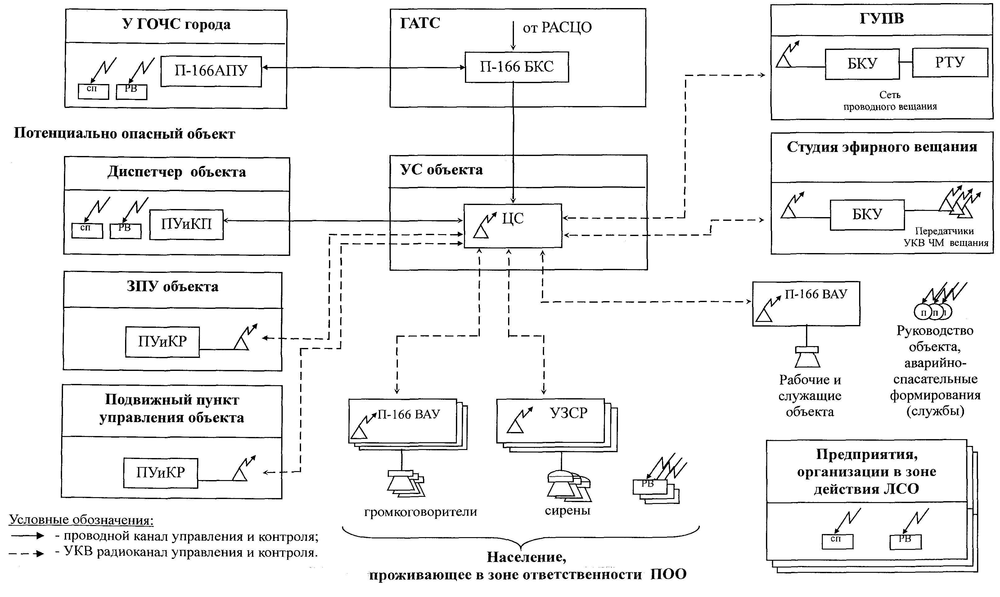 У ГОЧС города
П-166АПУ
сп
РВ
ГАТС
от РАСЦО
П-166 БКС
ГУПВ
БКУ
РТУ
Сеть
проводного вещания
Потенциально опасный объект
Диспетчер объекта
сп
РВ
ПУиКП
УС объекта
ЦС
Студия эфирного вещания
БКУ
Передатчики
УКВ ЧМ вещания
ЗПУ объекта
ПУиКР
П-166 ВАУ
Рабочие и
служащие
объекта
п
п
Руководство
объекта,
аварийно-
спасательные
формирования
(службы)
Подвижный пункт
управления объекта
ПУиКР
П-166 ВАУ
громкоговорители
УЗСР
сирены
РВ
Население,
проживающее в зоне ответственности ПОО
Предприятия,
организации в зоне
действия ЛСО
сп
РВ
Условные обозначения:
- проводной канал управления и контроля;
- УКВ радиоканал управления и контроля.